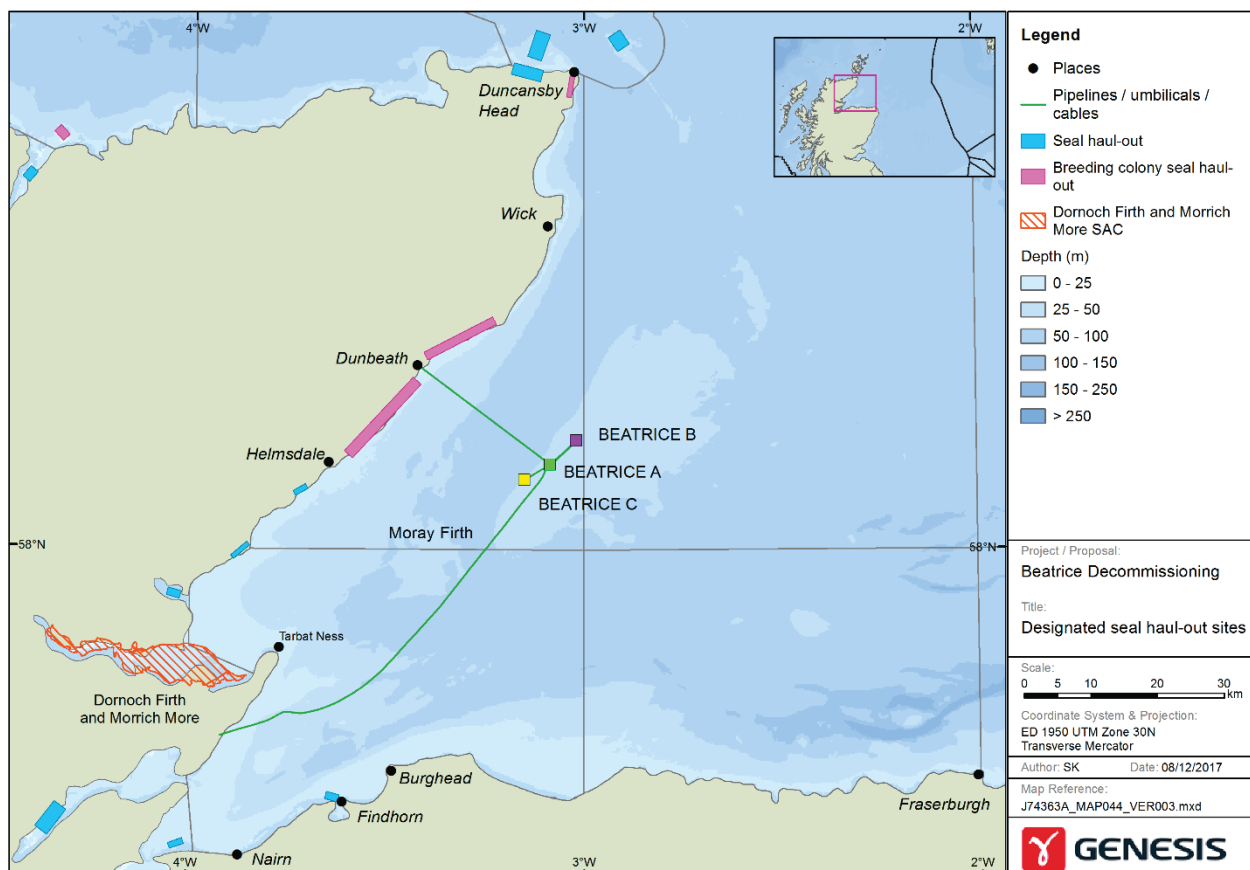 4°W
3°W
2°W
Duncansby
Head
Wick
Dunbeath
Helmsdale
BEATRICE B
BEATRICE A
BEATRICE C
Moray Firth
58°N
58°N
Tarbat Ness
Dornoch Firth
and Morrich More
Burghead
Findhorn
Nairn
Fraserburgh
4°W
3°W
2°W
Legend
Places
Pipelines / umbilicals /
cables
Seal haul-out
Breeding colony seal haul-
out
Dornoch Firth and Morrich
More SAC
Depth (m)
0 - 25
25 - 50
50 - 100
100 - 150
150 - 250
> 250
Project / Proposal:
Beatrice Decommissioning
Title:
Designated seal haul-out sites
Scale:
0 5 10 20 30
km
Coordinate System & Projection:
ED 1950 UTM Zone 30N
Transverse Mercator
Author: SK Date: 08/12/2017
Map Reference:
J74363A_MAP044_VER003.mxd
GENESIS